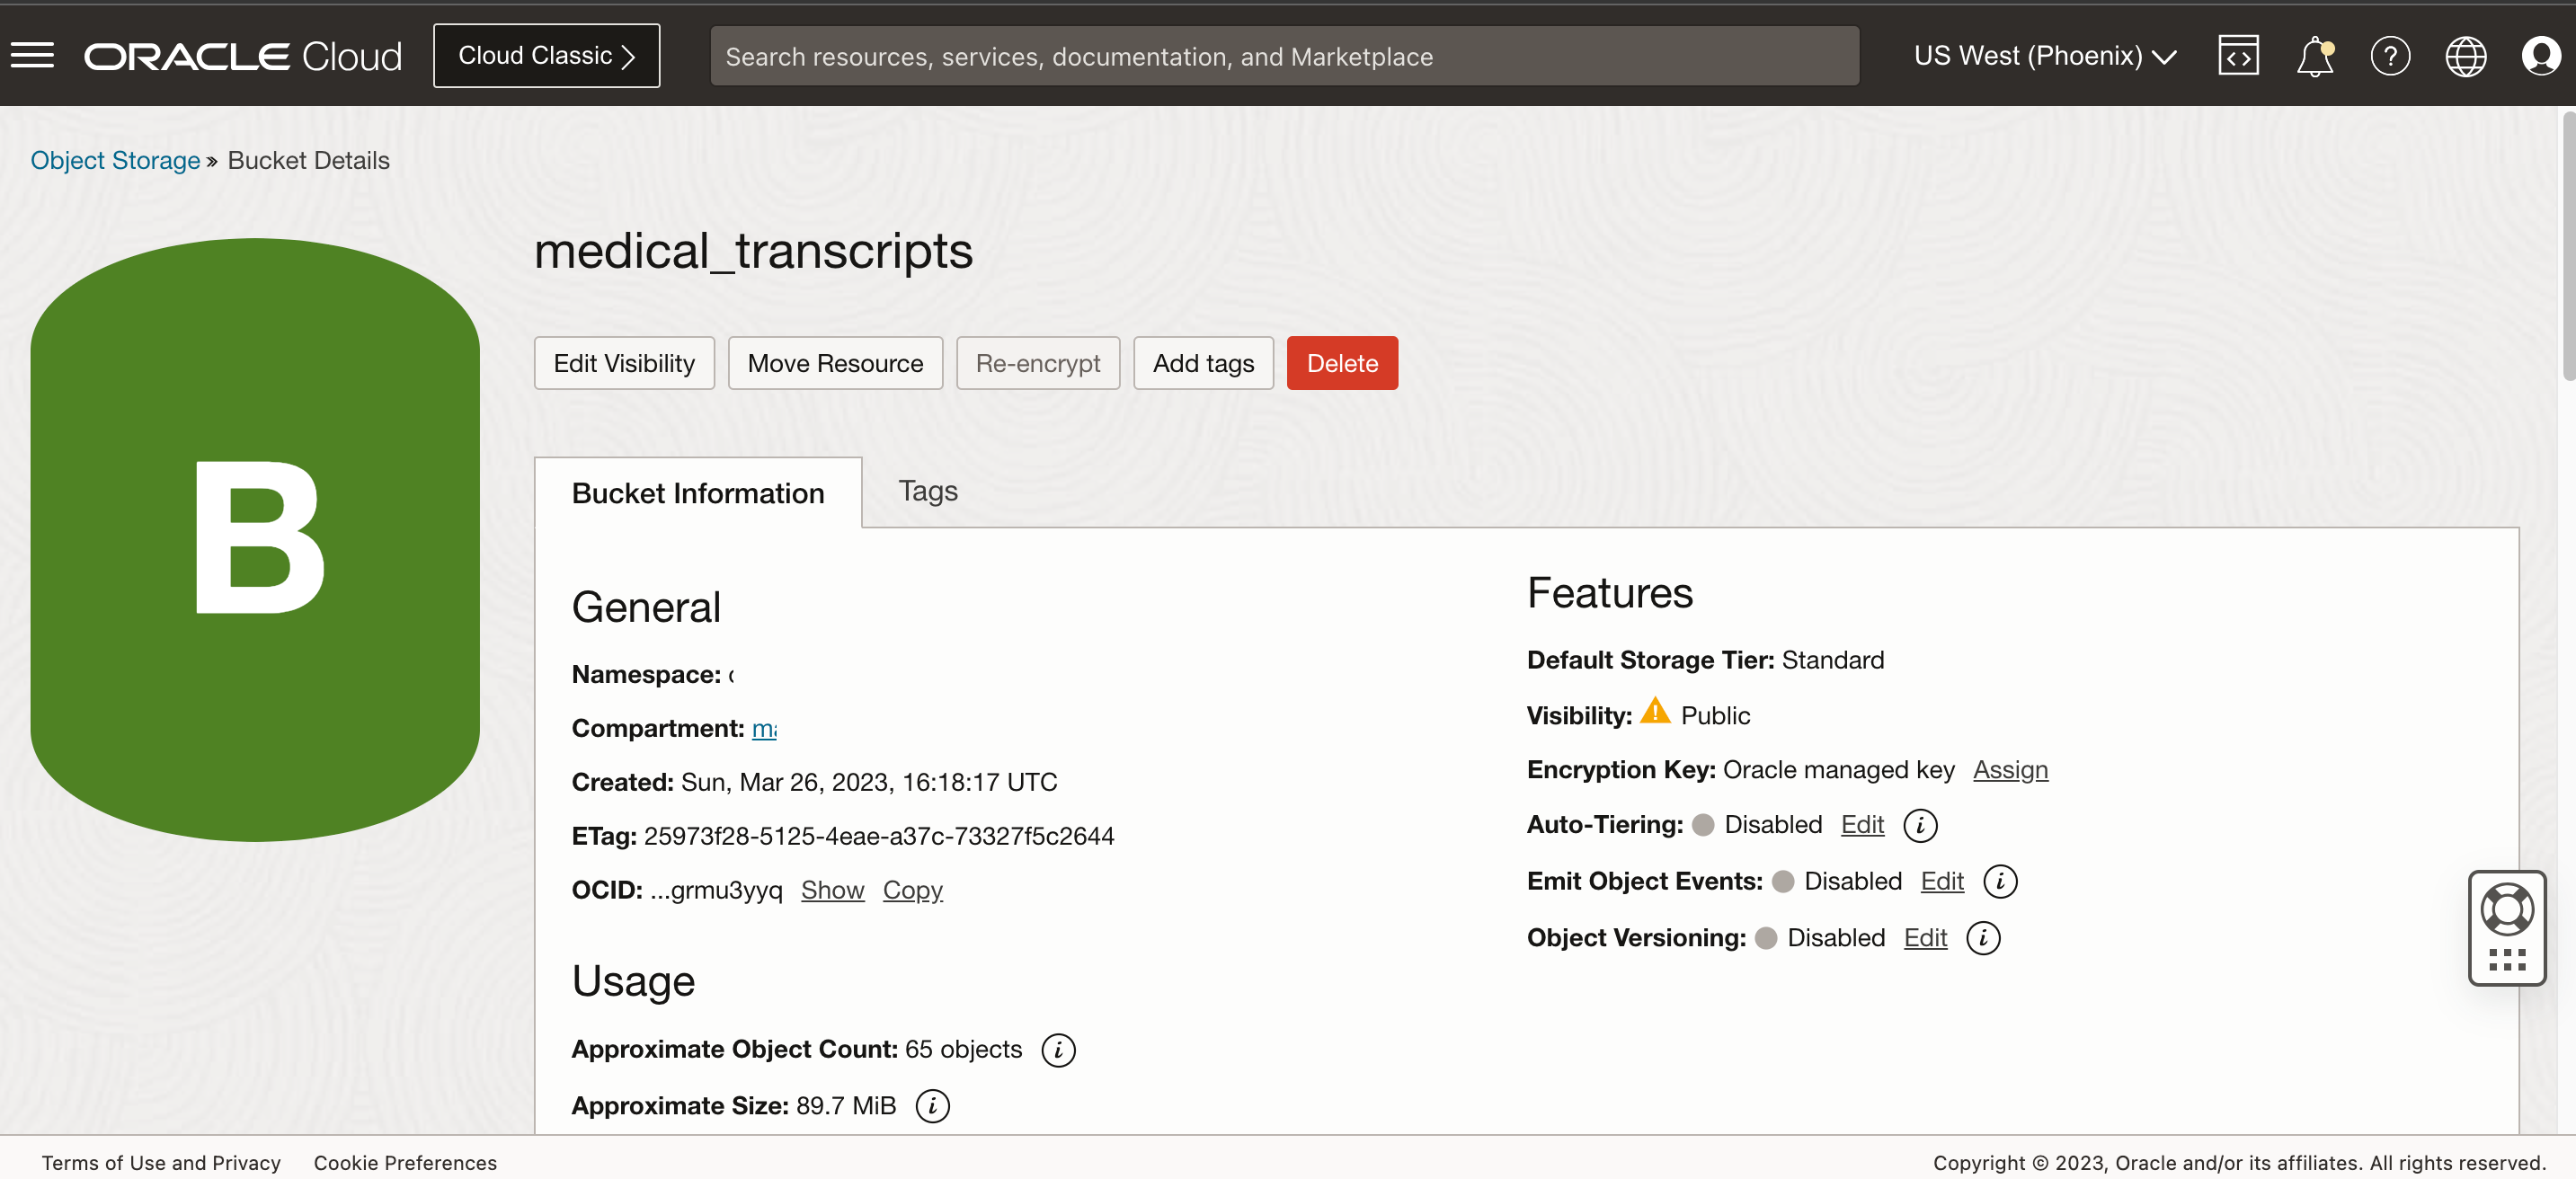 ORACLE Cloud
Cloud Classic
Search resources, services, documentation, and Marketplace
US West (Phoenix)
Object Storage » Bucket Details
B
medical_transcripts
Edit Visibility
Move Resource
Re-encrypt
Add tags
Delete
Bucket Information
Tags
General
Namespace:
Compartment:
Created: Sun, Mar 26, 2023, 16:18:17 UTC
ETag: 25973f28-5125-4eae-a37c-73327f5c2644
OCID: ...grmu3yyq Show Copy
Usage
Approximate Object Count: 65 objects
Approximate Size: 89.7 MiB
Features
Default Storage Tier: Standard
Visibility: Public
Encryption Key: Oracle managed key Assign
Auto-Tiering: Disabled Edit
Emit Object Events: Disabled Edit
Object Versioning: Disabled Edit
Terms of Use and Privacy
Cookie Preferences
Copyright © 2023, Oracle and/or its affiliates. All rights reserved.